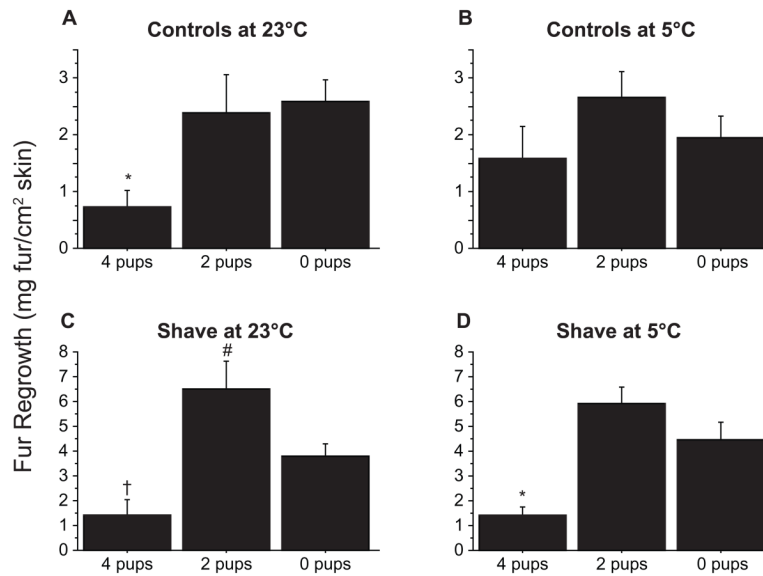 A
Controls at 23°C
3
2
1
0
*
4 pups
2 pups
0 pups
B
Controls at 5°C
3
2
1
0
4 pups
2 pups
0 pups
Fur Regrowth (mg fur/cm² skin)
C
Shave at 23°C
8
7
6
5
4
3
2
1
0
†
#
4 pups
2 pups
0 pups
D
Shave at 5°C
8
7
6
5
4
3
2
1
0
*
4 pups
2 pups
0 pups